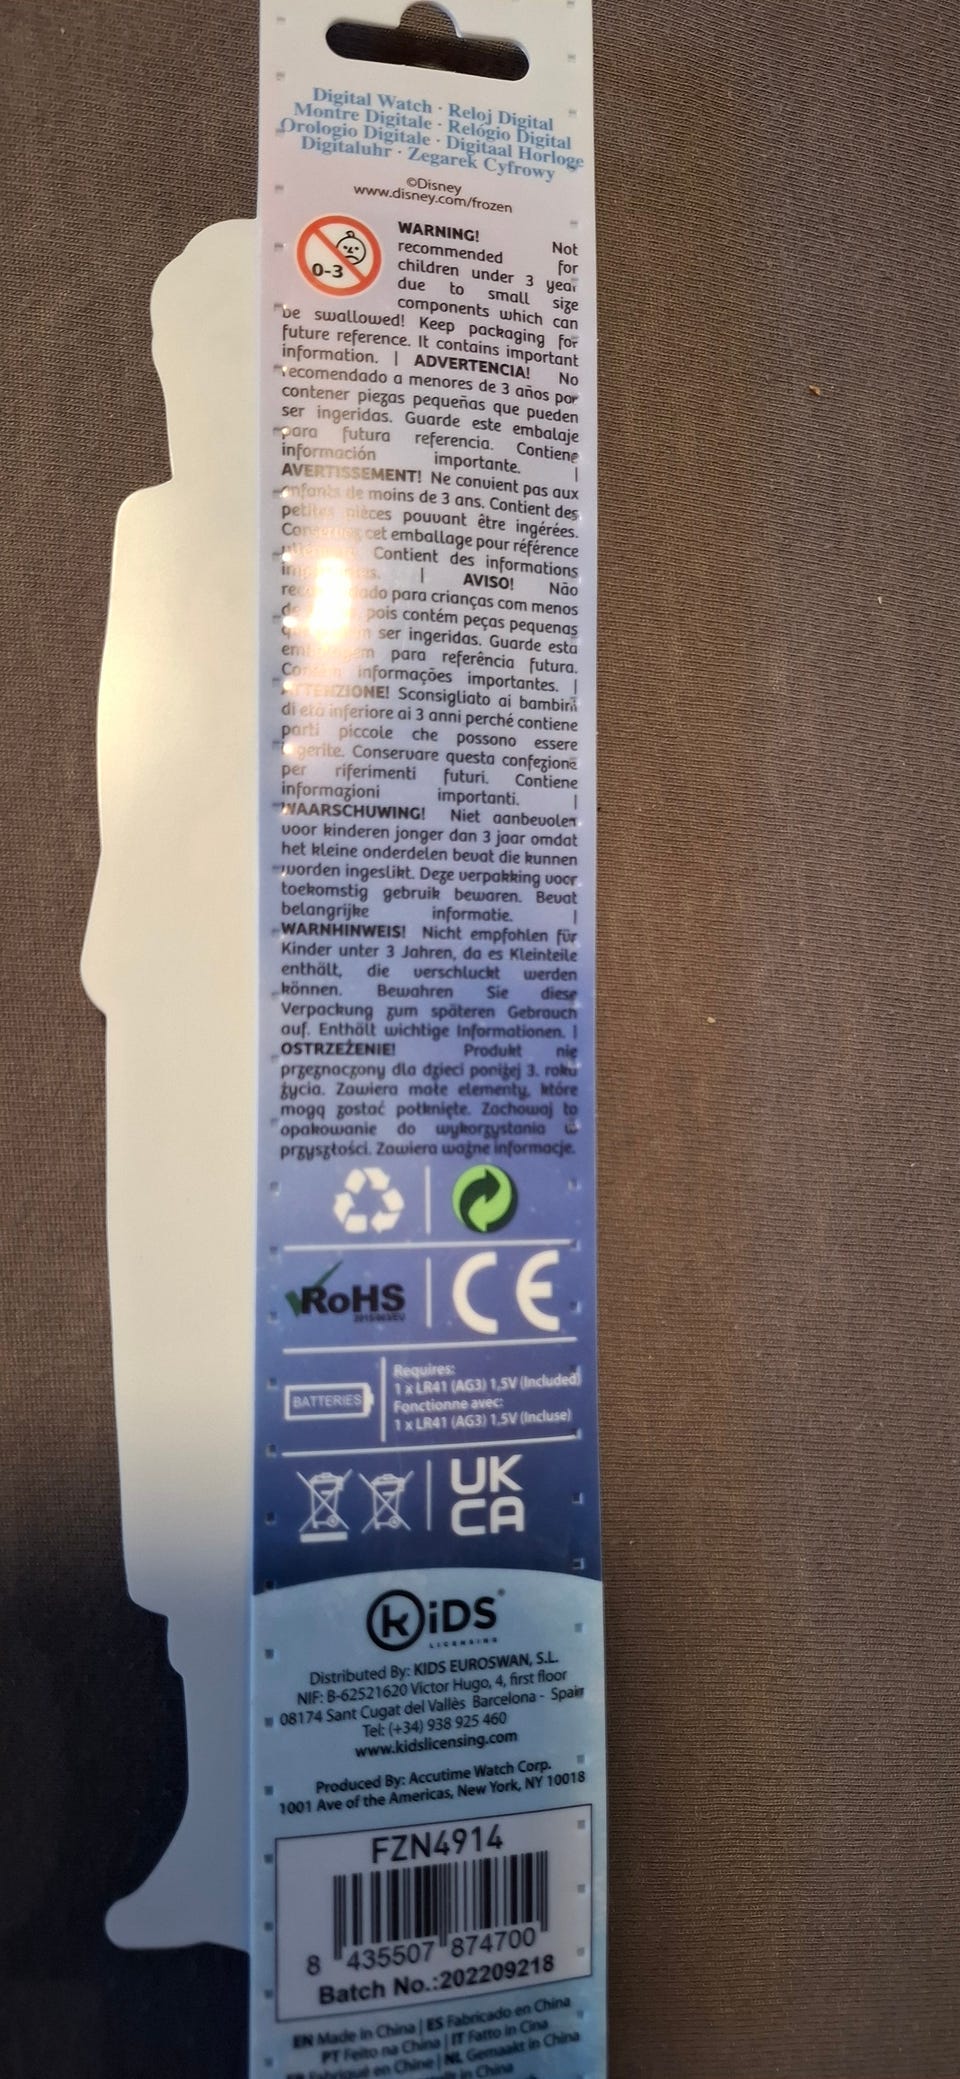 Digital Watch · Reloj Digital
Montre Digitale · Relógio Digital
Orologio Digitale · Digitaal Horloge
Digitaluhr · Zegarek Cyfrowy
©Disney
www.disney.com/frozen
0-3
WARNING! Not
recommended for
children under 3 year
due to small size
components which can
be swallowed! Keep packaging for
future reference. It contains important
information. | ADVERTENCIA! No
recomendado a menores de 3 años por
contener piezas pequeñas que pueden
ser ingeridas. Guarde este embalaje
para futura referencia. Contiene
información importante. |
AVERTISSEMENT! Ne convient pas aux
enfants de moins de 3 ans. Contient des
petites pièces pouvant être ingérées.
Conservez cet emballage pour référence
Contient des informations
| AVISO! Não
para crianças com menos
pois contém peças pequenas
ser ingeridas. Guarde esta
embalagem para referência futura.
Contém informações importantes. |
ATTENZIONE! Sconsigliato ai bambini
di età inferiore ai 3 anni perché contiene
parti piccole che possono essere
ingerite. Conservare questa confezione
per riferimenti futuri. Contiene
informazioni importanti. |
WAARSCHUWING! Niet aanbevolen
voor kinderen jonger dan 3 jaar omdat
het kleine onderdelen bevat die kunnen
worden ingeslikt. Deze verpakking voor
toekomstig gebruik bewaren. Bevat
belangrijke informatie. |
WARNHINWEIS! Nicht empfohlen für
Kinder unter 3 Jahren, da es Kleinteile
enthält, die verschluckt werden
können. Bewahren Sie diese
Verpackung zum späteren Gebrauch
auf. Enthält wichtige Informationen. |
OSTRZEŻENIE! Produkt nie
przeznaczony dla dzieci poniżej 3. roku
życia. Zawiera małe elementy, które
mogą zostać połknięte. Zachowaj to
opakowanie do wykorzystania w
przyszłości. Zawiera ważne informacje.
RoHS
CE
BATTERIES
Requires:
1 x LR41 (AG3) 1,5V (Included)
Fonctionne avec:
1 x LR41 (AG3) 1,5V (Incluse)
UK
CA
KiDS
LICENSING
Distributed By: KIDS EUROSWAN, S.L.
NIF: B-62521620 Victor Hugo, 4, first floor
08174 Sant Cugat del Vallès Barcelona - Spain
Tel: (+34) 938 925 460
www.kidslicensing.com
Produced By: Accutime Watch Corp.
1001 Ave of the Americas, New York, NY 10018
FZN4914
8 435507 874700
Batch No.:202209218
EN Made in China | ES Fabricado en China
PT Feito na China | IT Fatto in Cina
FR Fabriqué en Chine | NL Gemaakt in China
in China